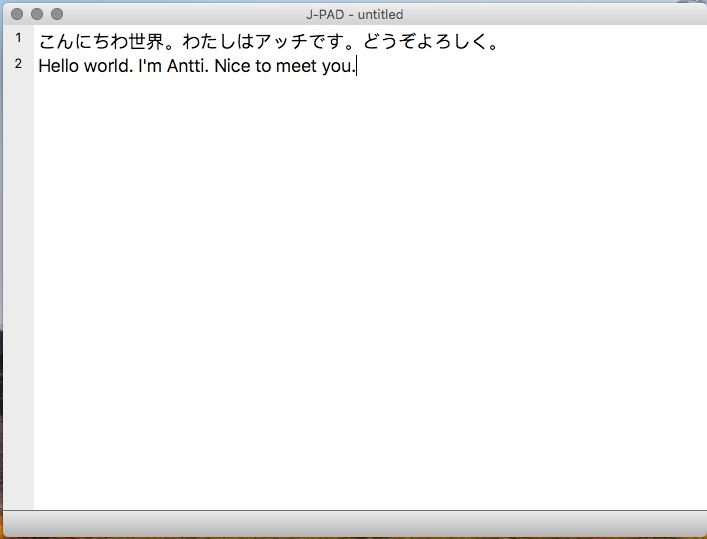 J-PAD - untitled
1 こんにちわ世界。わたしはアッチです。どうぞよろしく。
2 Hello world. I'm Antti. Nice to meet you.